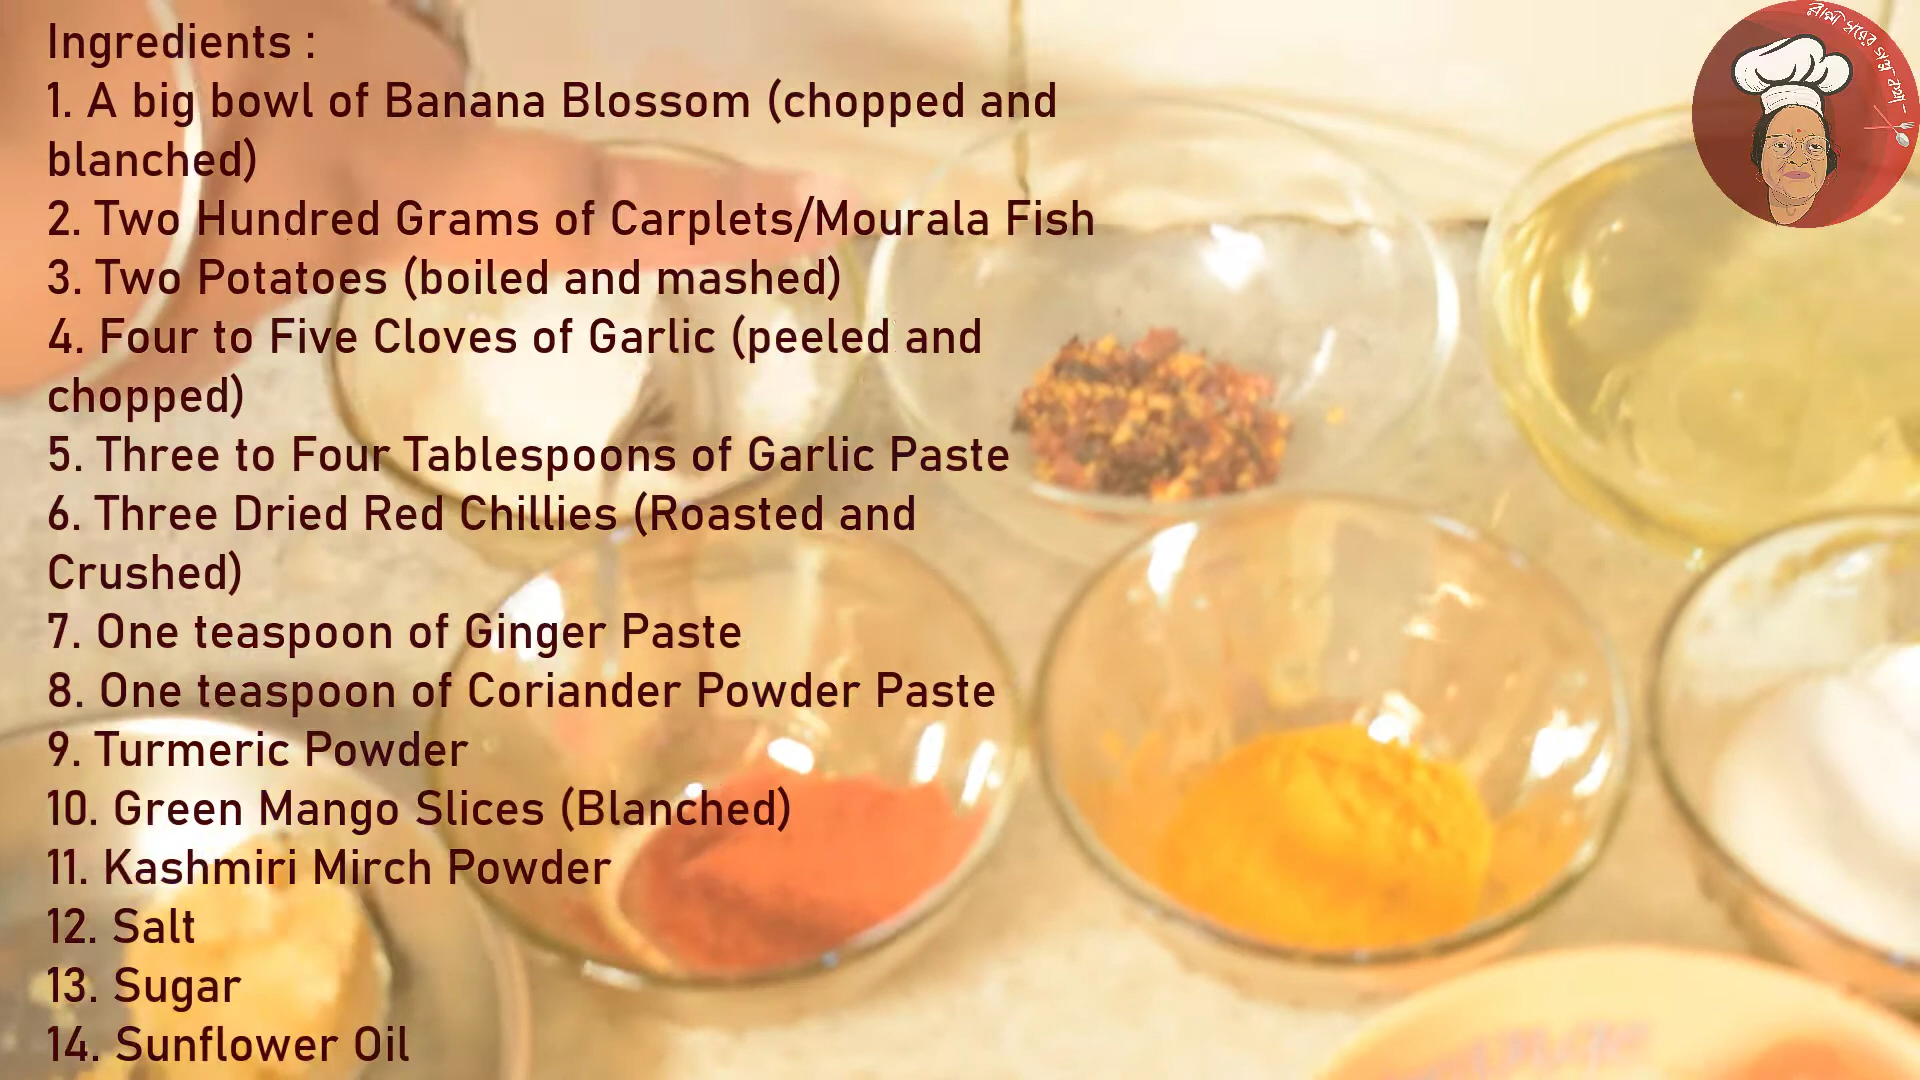 Ingredients :
1. A big bowl of Banana Blossom (chopped and
blanched)
2. Two Hundred Grams of Carplets/Mourala Fish
3. Two Potatoes (boiled and mashed)
4. Four to Five Cloves of Garlic (peeled and
chopped)
5. Three to Four Tablespoons of Garlic Paste
6. Three Dried Red Chillies (Roasted and
Crushed)
7. One teaspoon of Ginger Paste
8. One teaspoon of Coriander Powder Paste
9. Turmeric Powder
10. Green Mango Slices (Blanched)
11. Kashmiri Mirch Powder
12. Salt
13. Sugar
14. Sunflower Oil